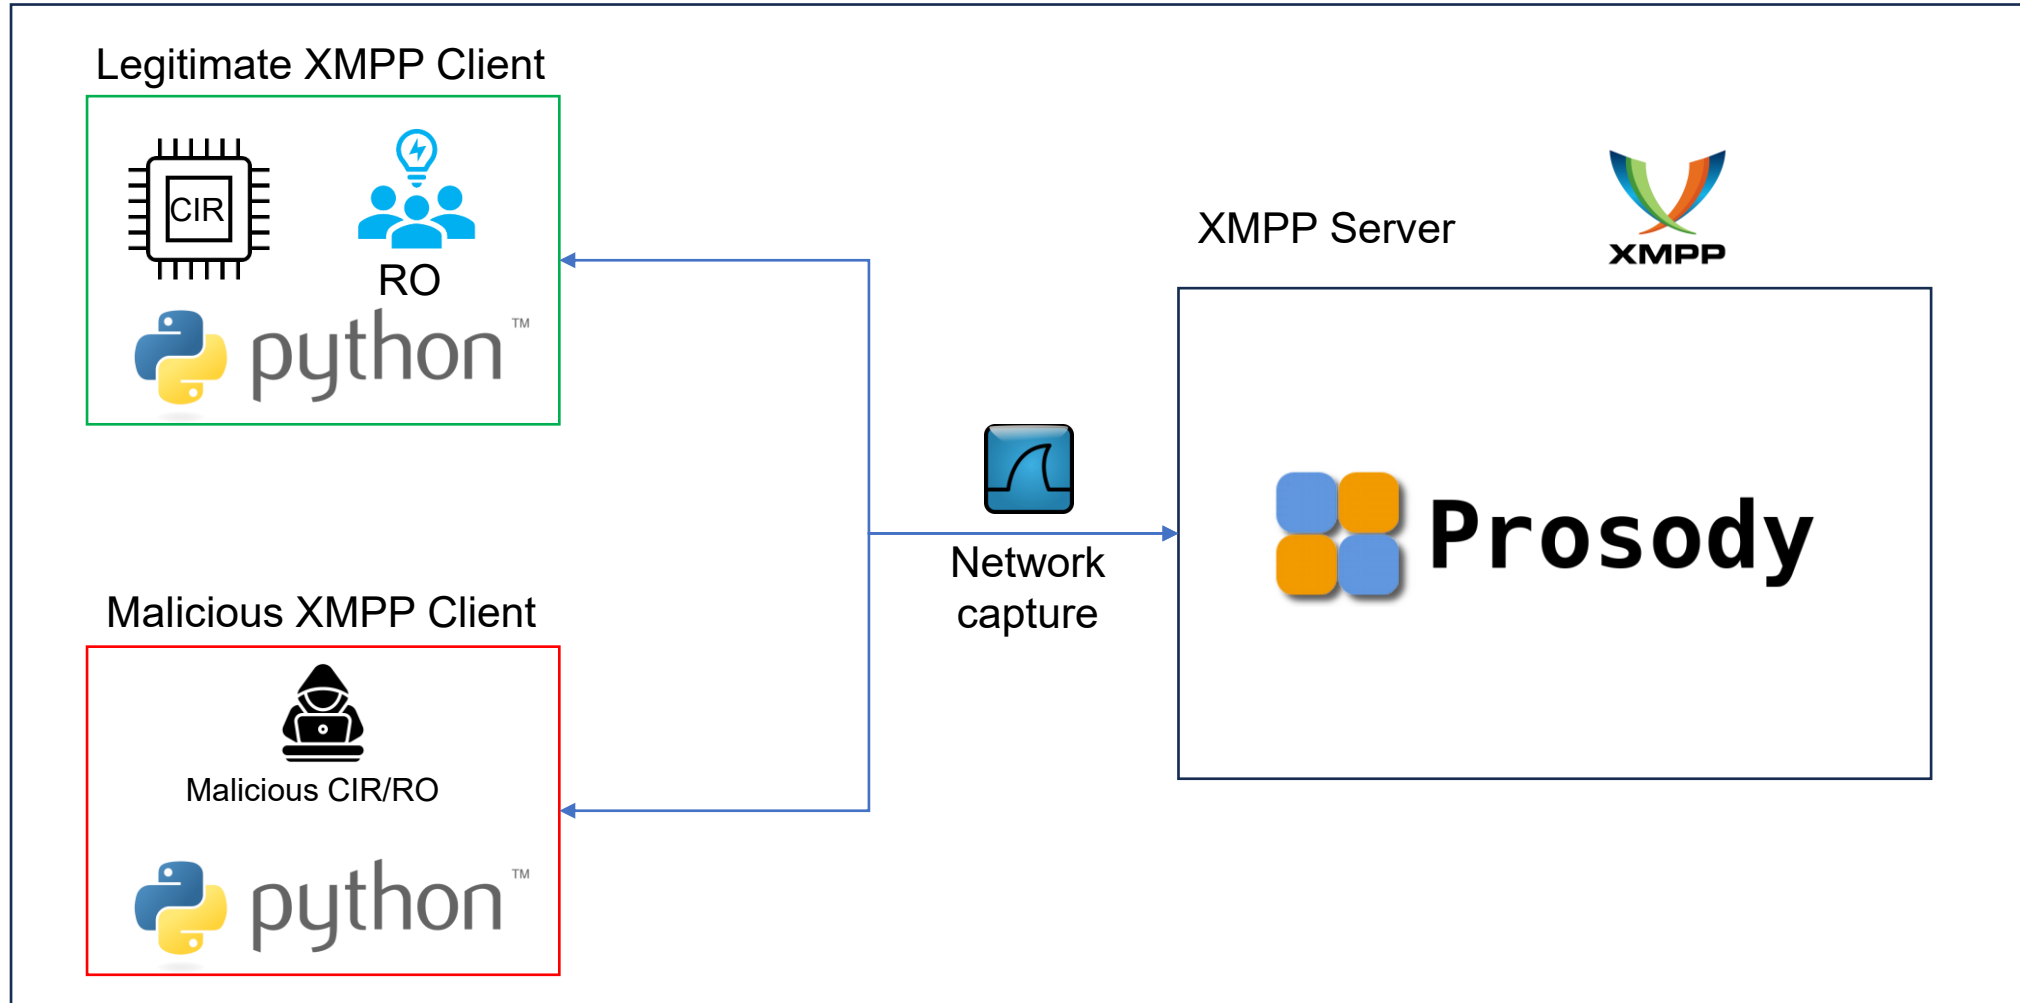 Legitimate XMPP Client
CIR
RO
python™
XMPP Server
XMPP
Network
capture
Prosody
Malicious XMPP Client
Malicious CIR/RO
python™